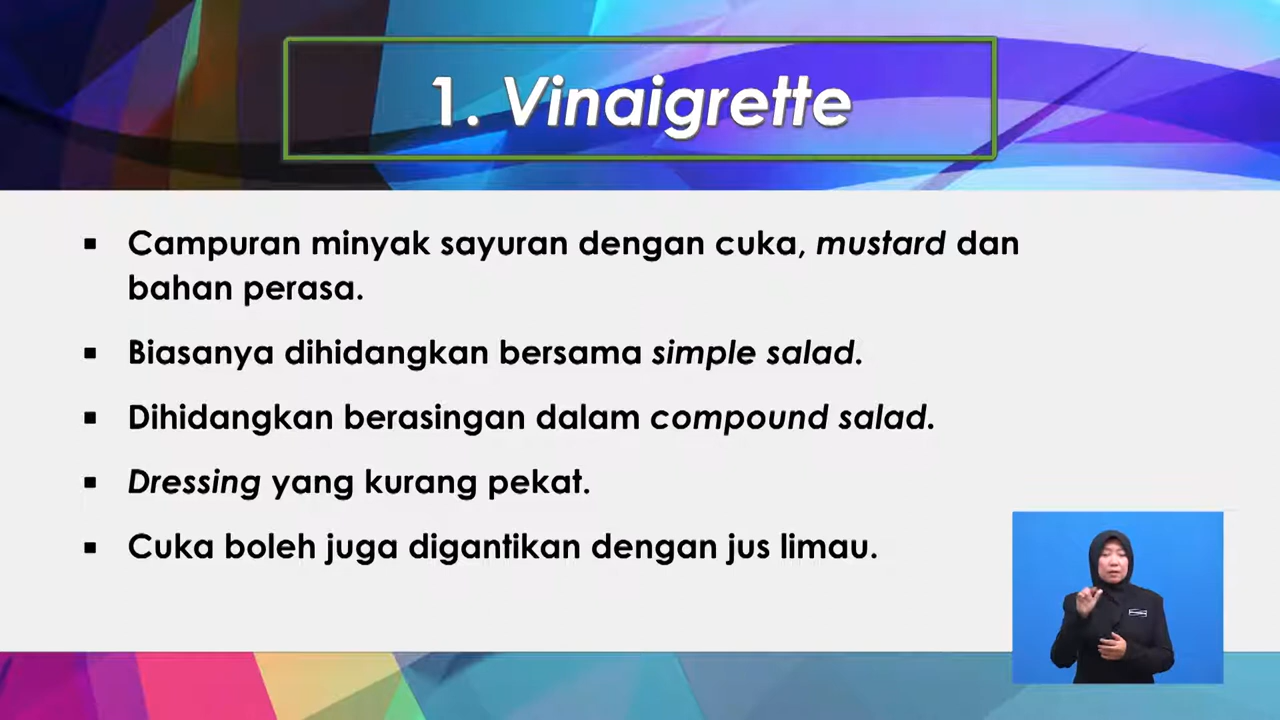 1. Vinaigrette
▪ Campuran minyak sayuran dengan cuka, mustard dan
bahan perasa.
▪ Biasanya dihidangkan bersama simple salad.
▪ Dihidangkan berasingan dalam compound salad.
▪ Dressing yang kurang pekat.
▪ Cuka boleh juga digantikan dengan jus limau.